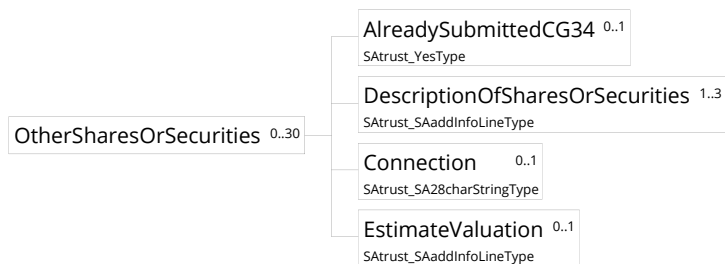 AlreadySubmittedCG34 0..1
SAtrust_YesType
DescriptionOfSharesOrSecurities 1..3
SAtrust_SAaddInfoLineType
OtherSharesOrSecurities 0..30
Connection 0..1
SAtrust_SA28charStringType
EstimateValuation 0..1
SAtrust_SAaddInfoLineType